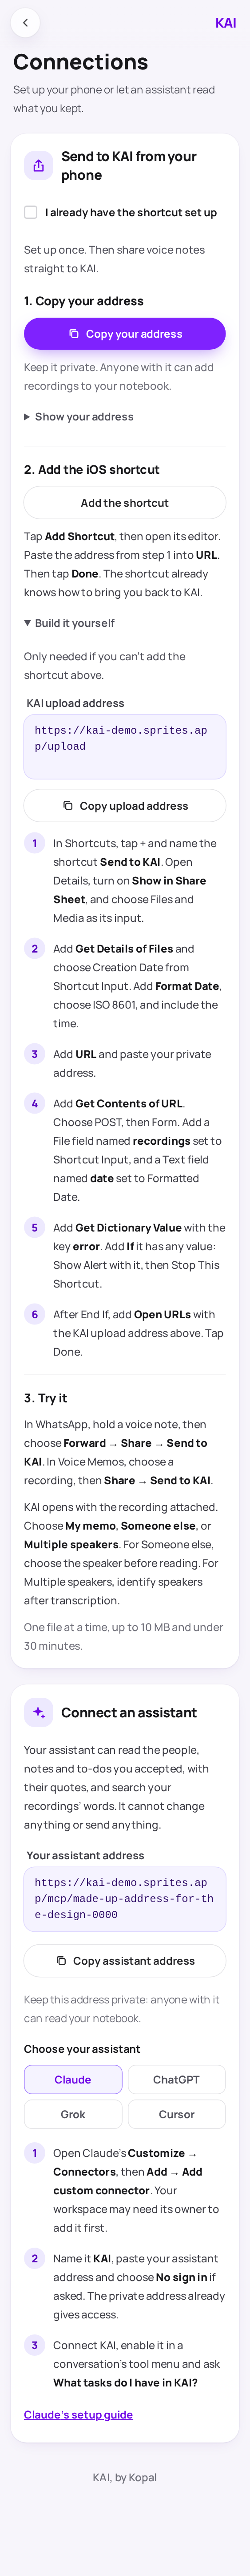 KAI
Connections
Set up your phone or let an assistant read
what you kept.
Send to KAI from your
phone
I already have the shortcut set up
Set up once. Then share voice notes
straight to KAI.
1. Copy your address
Copy your address
Keep it private. Anyone with it can add
recordings to your notebook.
Show your address
2. Add the iOS shortcut
Add the shortcut
Tap Add Shortcut, then open its editor.
Paste the address from step 1 into URL.
Then tap Done. The shortcut already
knows how to bring you back to KAI.
Build it yourself
Only needed if you can't add the
shortcut above.
KAI upload address
https://kai-demo.sprites.ap
p/upload
Copy upload address
1 In Shortcuts, tap + and name the
shortcut Send to KAI. Open
Details, turn on Show in Share
Sheet, and choose Files and
Media as its input.
2 Add Get Details of Files and
choose Creation Date from
Shortcut Input. Add Format Date,
choose ISO 8601, and include the
time.
3 Add URL and paste your private
address.
4 Add Get Contents of URL.
Choose POST, then Form. Add a
File field named recordings set to
Shortcut Input, and a Text field
named date set to Formatted
Date.
5 Add Get Dictionary Value with the
key error. Add If it has any value:
Show Alert with it, then Stop This
Shortcut.
6 After End If, add Open URLs with
the KAI upload address above. Tap
Done.
3. Try it
In WhatsApp, hold a voice note, then
choose Forward → Share → Send to
KAI. In Voice Memos, choose a
recording, then Share → Send to KAI.
KAI opens with the recording attached.
Choose My memo, Someone else, or
Multiple speakers. For Someone else,
choose the speaker before reading. For
Multiple speakers, identify speakers
after transcription.
One file at a time, up to 10 MB and under
30 minutes.
Connect an assistant
Your assistant can read the people,
notes and to-dos you accepted, with
their quotes, and search your
recordings' words. It cannot change
anything or send anything.
Your assistant address
https://kai-demo.sprites.ap
p/mcp/made-up-address-for-th
e-design-0000
Copy assistant address
Keep this address private: anyone with it
can read your notebook.
Choose your assistant
Claude ChatGPT
Grok Cursor
1 Open Claude's Customize →
Connectors, then Add → Add
custom connector. Your
workspace may need its owner to
add it first.
2 Name it KAI, paste your assistant
address and choose No sign in if
asked. The private address already
gives access.
3 Connect KAI, enable it in a
conversation's tool menu and ask
What tasks do I have in KAI?
Claude's setup guide
KAI, by Kopal